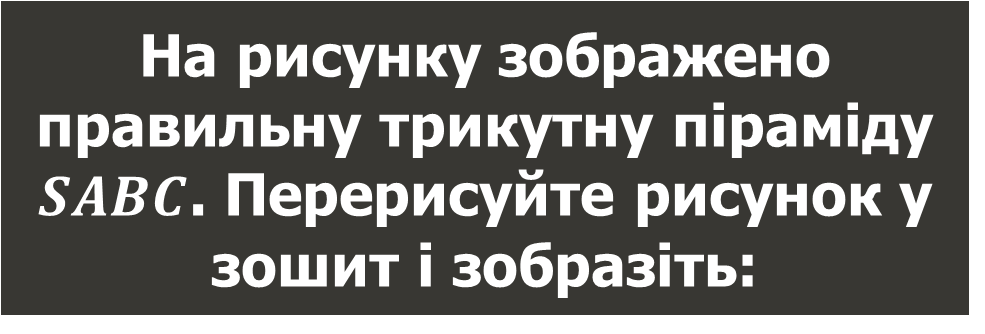 На рисунку зображено
правильну трикутну піраміду
SABC. Перерисуйте рисунок у
зошит і зобразіть: